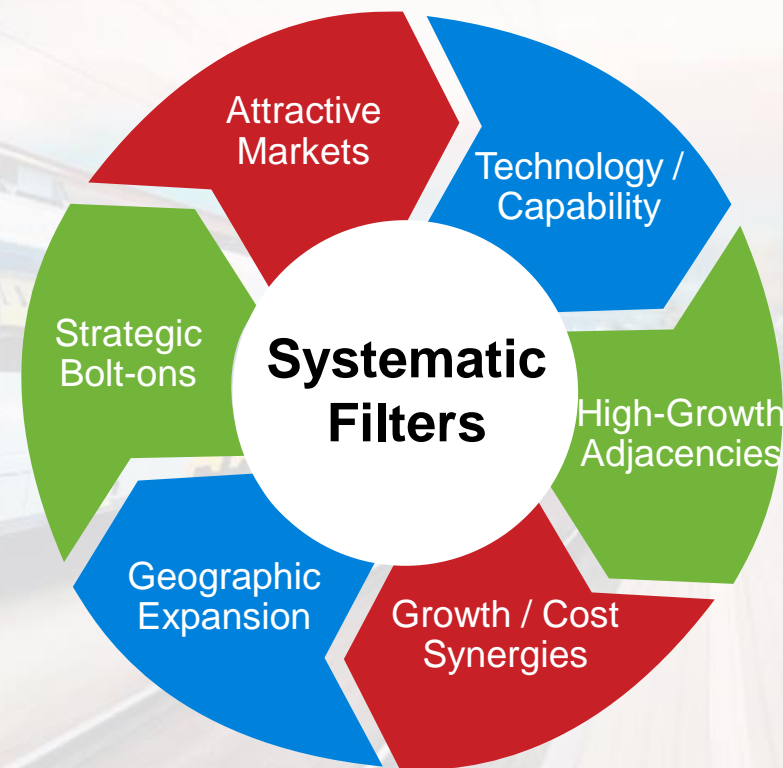 Attractive
Markets
Technology /
Capability
High-Growth
Adjacencies
Growth / Cost
Synergies
Geographic
Expansion
Strategic
Bolt-ons
Systematic
Filters